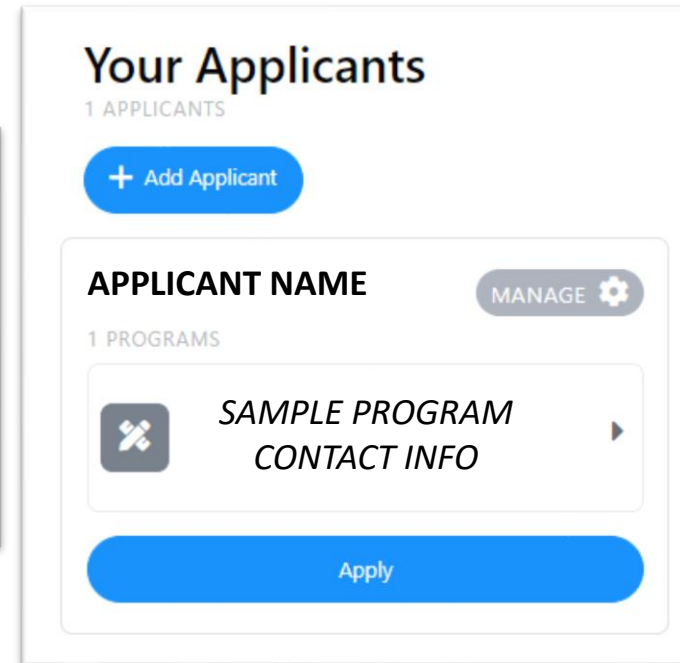 Your Applicants
1 APPLICANTS
+ Add Applicant
APPLICANT NAME
MANAGE
1 PROGRAMS
SAMPLE PROGRAM
CONTACT INFO
Apply